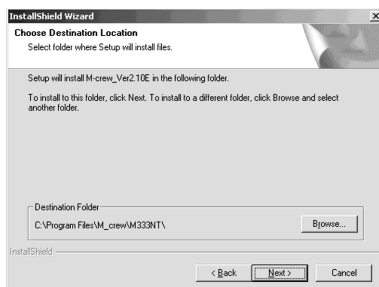 InstallShield Wizard
Choose Destination Location
Select folder where Setup will install files.
Setup will install M-crew_Ver2.10E in the following folder.
To install to this folder, click Next. To install to a different folder, click Browse and select
another folder.
Destination Folder
C:\Program Files\M_crew\M333NT\
Browse...
InstallShield
< Back
Next >
Cancel